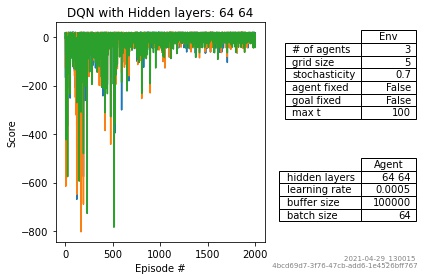 DQN with Hidden layers: 64 64
0
−200
−400
−600
−800
Score
0
500
1000
1500
2000
Episode #
Env
# of agents 3
grid size 5
stochasticity 0.7
agent fixed False
goal fixed False
max t 100
Agent
hidden layers 64 64
learning rate 0.0005
buffer size 100000
batch size 64
2021-04-29_130015
4bcd69d7-3f76-47cb-add6-1e4526bff767